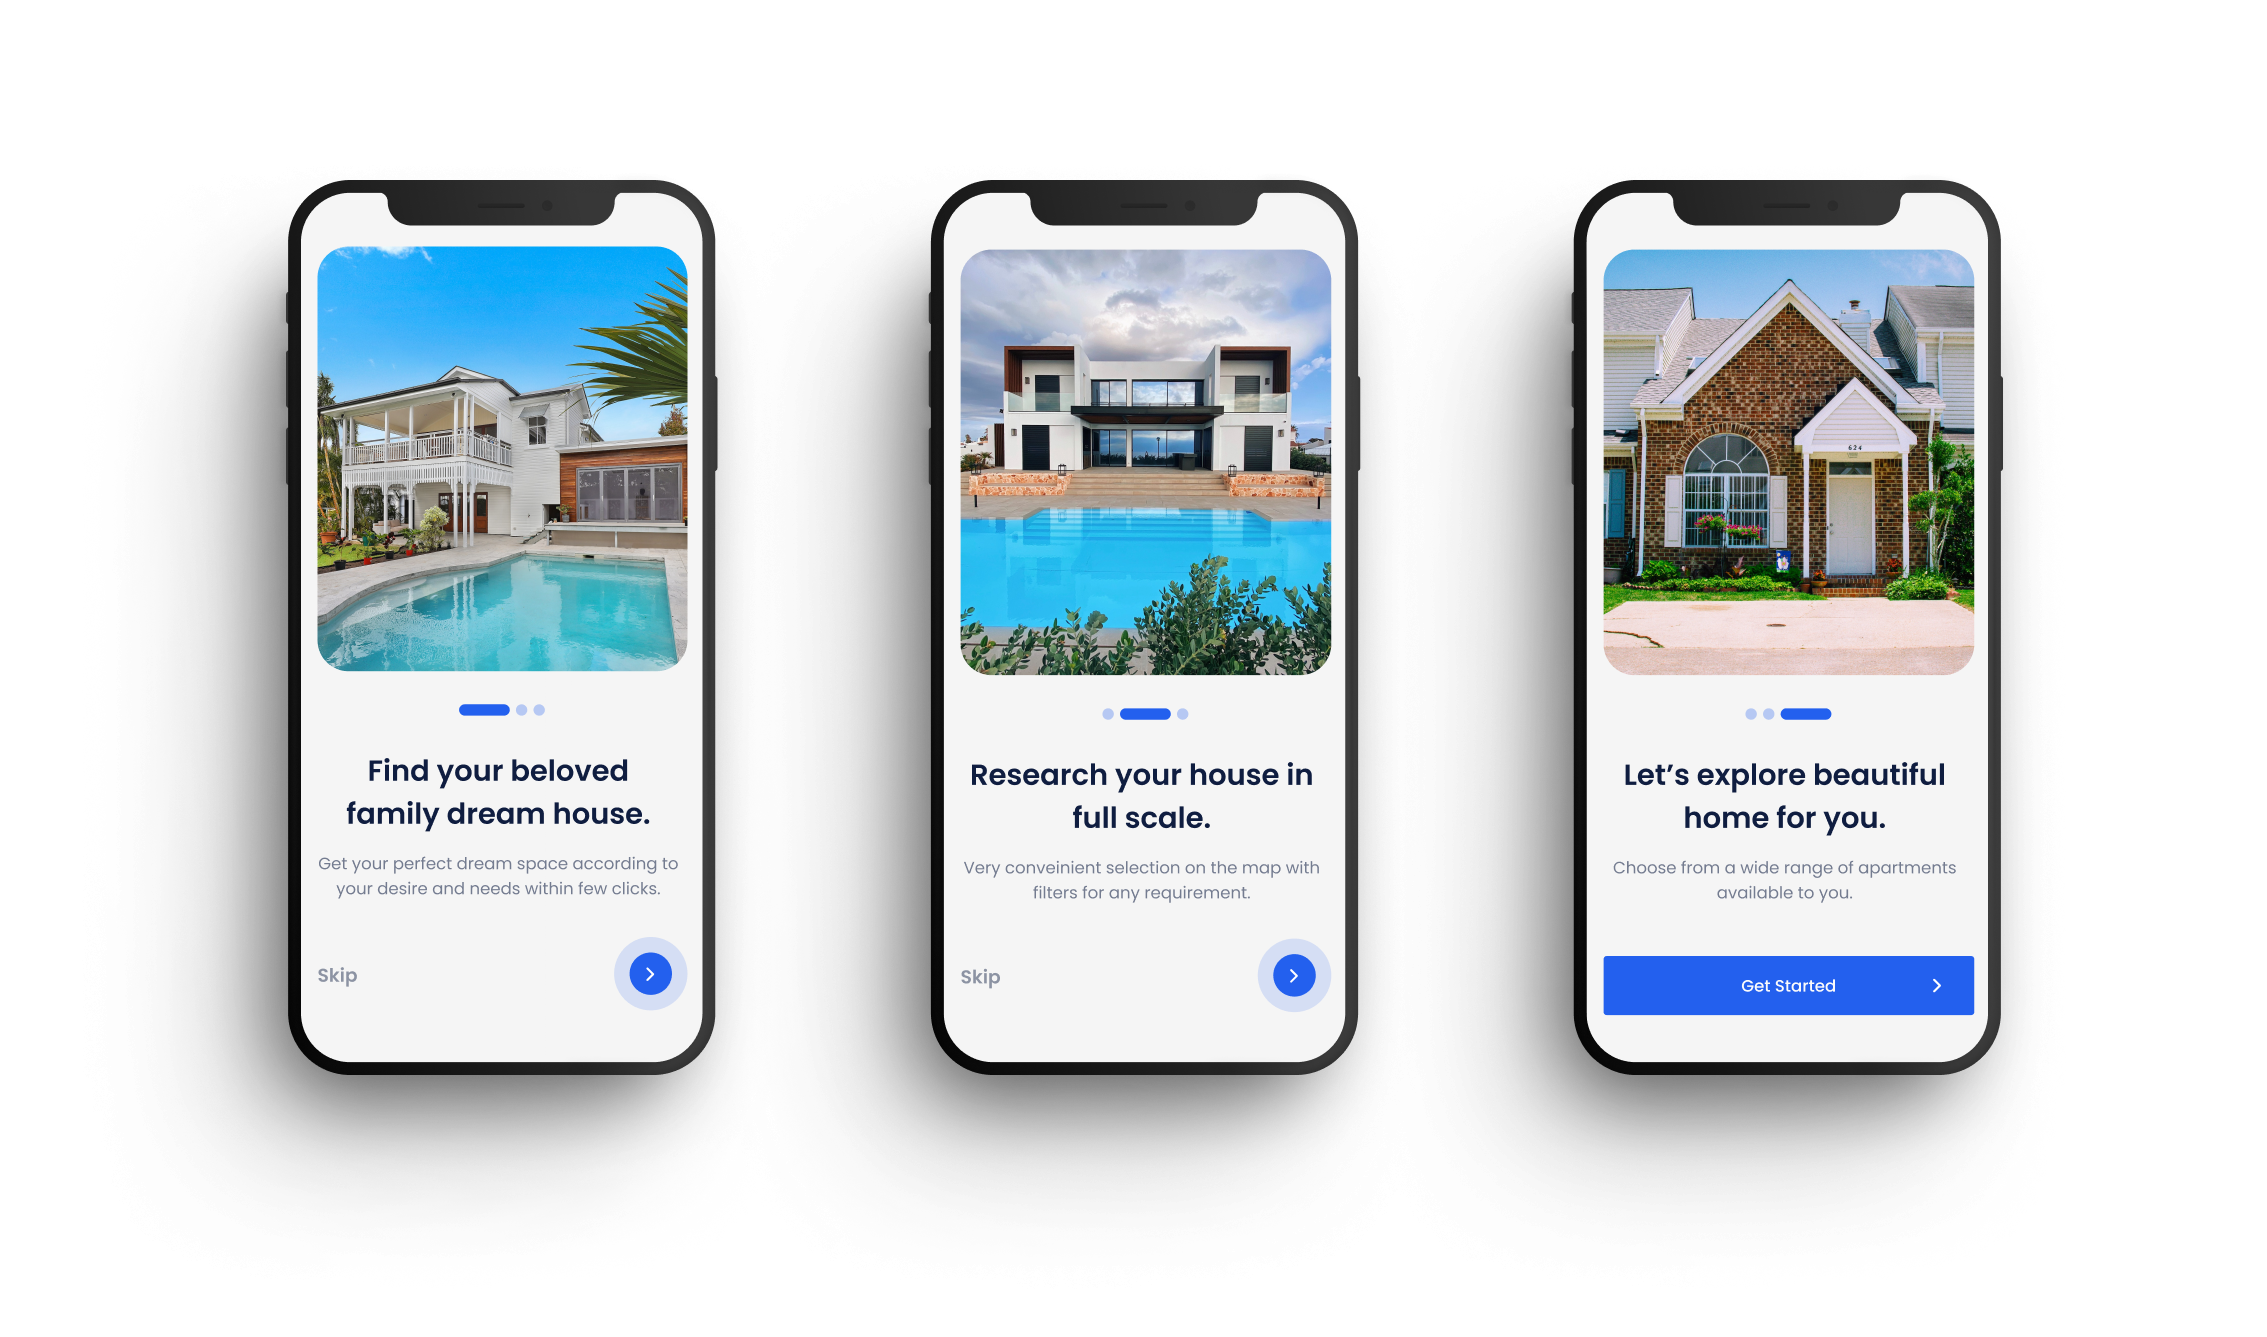 Find your beloved
family dream house.
Get your perfect dream space according to
your desire and needs within few clicks.
Skip
624
Research your house in
full scale.
Very conveinient selection on the map with
filters for any requirement.
Skip
Let’s explore beautiful
home for you.
Choose from a wide range of apartments
available to you.
Get Started